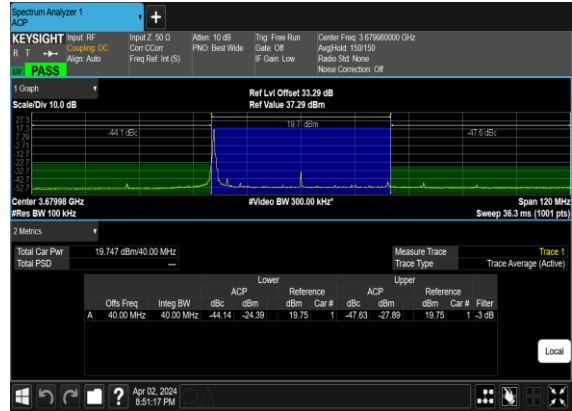 Spectrum Analyzer 1
ACP
+
KEYSIGHT Input: RF Input Z: 50 Ω Atten: 10 dB Trig: Free Run Center Freq: 3.679980000 GHz
R T Coupling: DC Corr CCorr PNO: Best Wide Gate: Off Avg|Hold: 150/150
Align: Auto Freq Ref: Int (S) IF Gain: Low Radio Std: None
PASS Noise Correction: Off
1 Graph
Ref Lvl Offset 33.29 dB
Scale/Div 10.0 dB Ref Value 37.29 dBm
27.3
17.3
7.29
-2.71
-12.7
-22.7
-32.7
-42.7
-52.7
-44.1 dBc
19.7 dBm
-47.6 dBc
Center 3.67998 GHz #Video BW 300.00 kHz* Span 120 MHz
#Res BW 100 kHz Sweep 36.3 ms (1001 pts)
2 Metrics
Total Car Pwr 19.747 dBm/40.00 MHz Measure Trace Trace 1
Total PSD --- Trace Type Trace Average (Active)
Lower Upper
ACP Reference ACP Reference
Offs Freq Integ BW dBc dBm dBm Car # dBc dBm dBm Car # Filter
A 40.00 MHz 40.00 MHz -44.14 -24.39 19.75 1 -47.63 -27.89 19.75 1 -3 dB
Local
?
Apr 02, 2024
8:51:17 PM